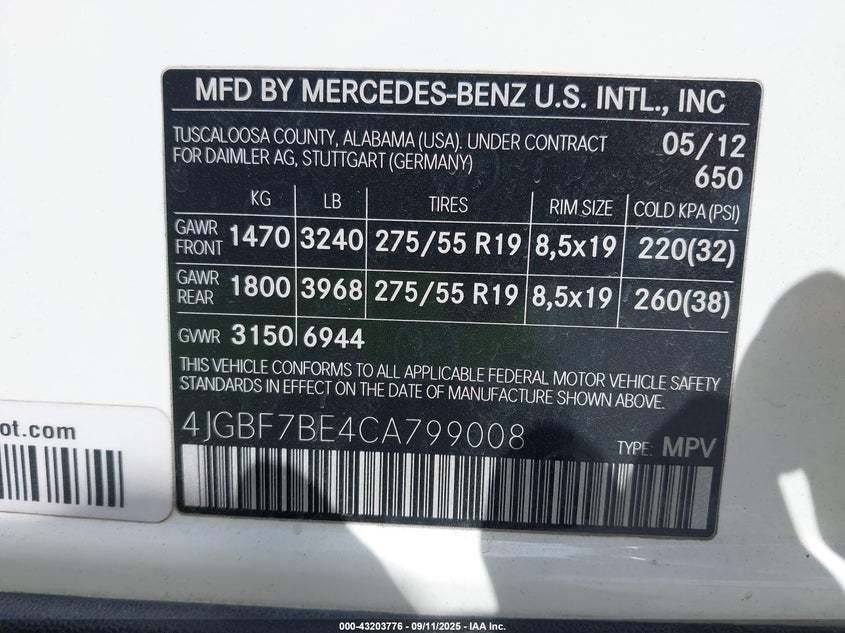 MFD BY MERCEDES-BENZ U.S. INTL., INC
TUSCALOOSA COUNTY, ALABAMA (USA). UNDER CONTRACT 05/12
FOR DAIMLER AG, STUTTGART (GERMANY) 650
KG LB TIRES RIM SIZE COLD KPA (PSI)
GAWR FRONT 1470 3240 275/55 R19 8,5x19 220(32)
GAWR REAR 1800 3968 275/55 R19 8,5x19 260(38)
GVWR 3150 6944
THIS VEHICLE CONFORMS TO ALL APPLICABLE FEDERAL MOTOR VEHICLE SAFETY
STANDARDS IN EFFECT ON THE DATE OF MANUFACTURE SHOWN ABOVE.
4JGBF7BE4CA799008 TYPE: MPV
ot.com
000-43203776 - 09/11/2025 - IAA Inc.